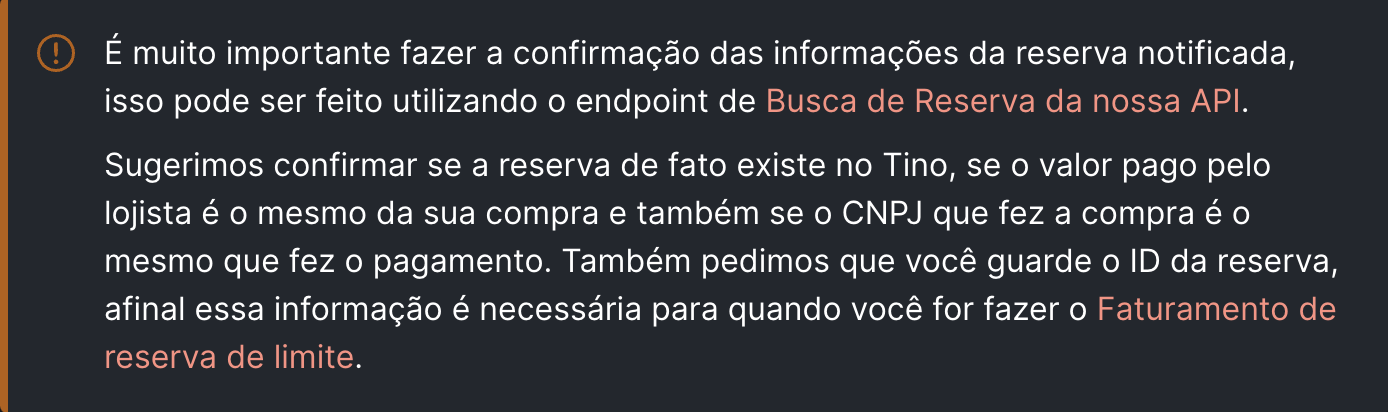 É muito importante fazer a confirmação das informações da reserva notificada,
isso pode ser feito utilizando o endpoint de Busca de Reserva da nossa API.
Sugerimos confirmar se a reserva de fato existe no Tino, se o valor pago pelo
lojista é o mesmo da sua compra e também se o CNPJ que fez a compra é o
mesmo que fez o pagamento. Também pedimos que você guarde o ID da reserva,
afinal essa informação é necessária para quando você for fazer o Faturamento de
reserva de limite.